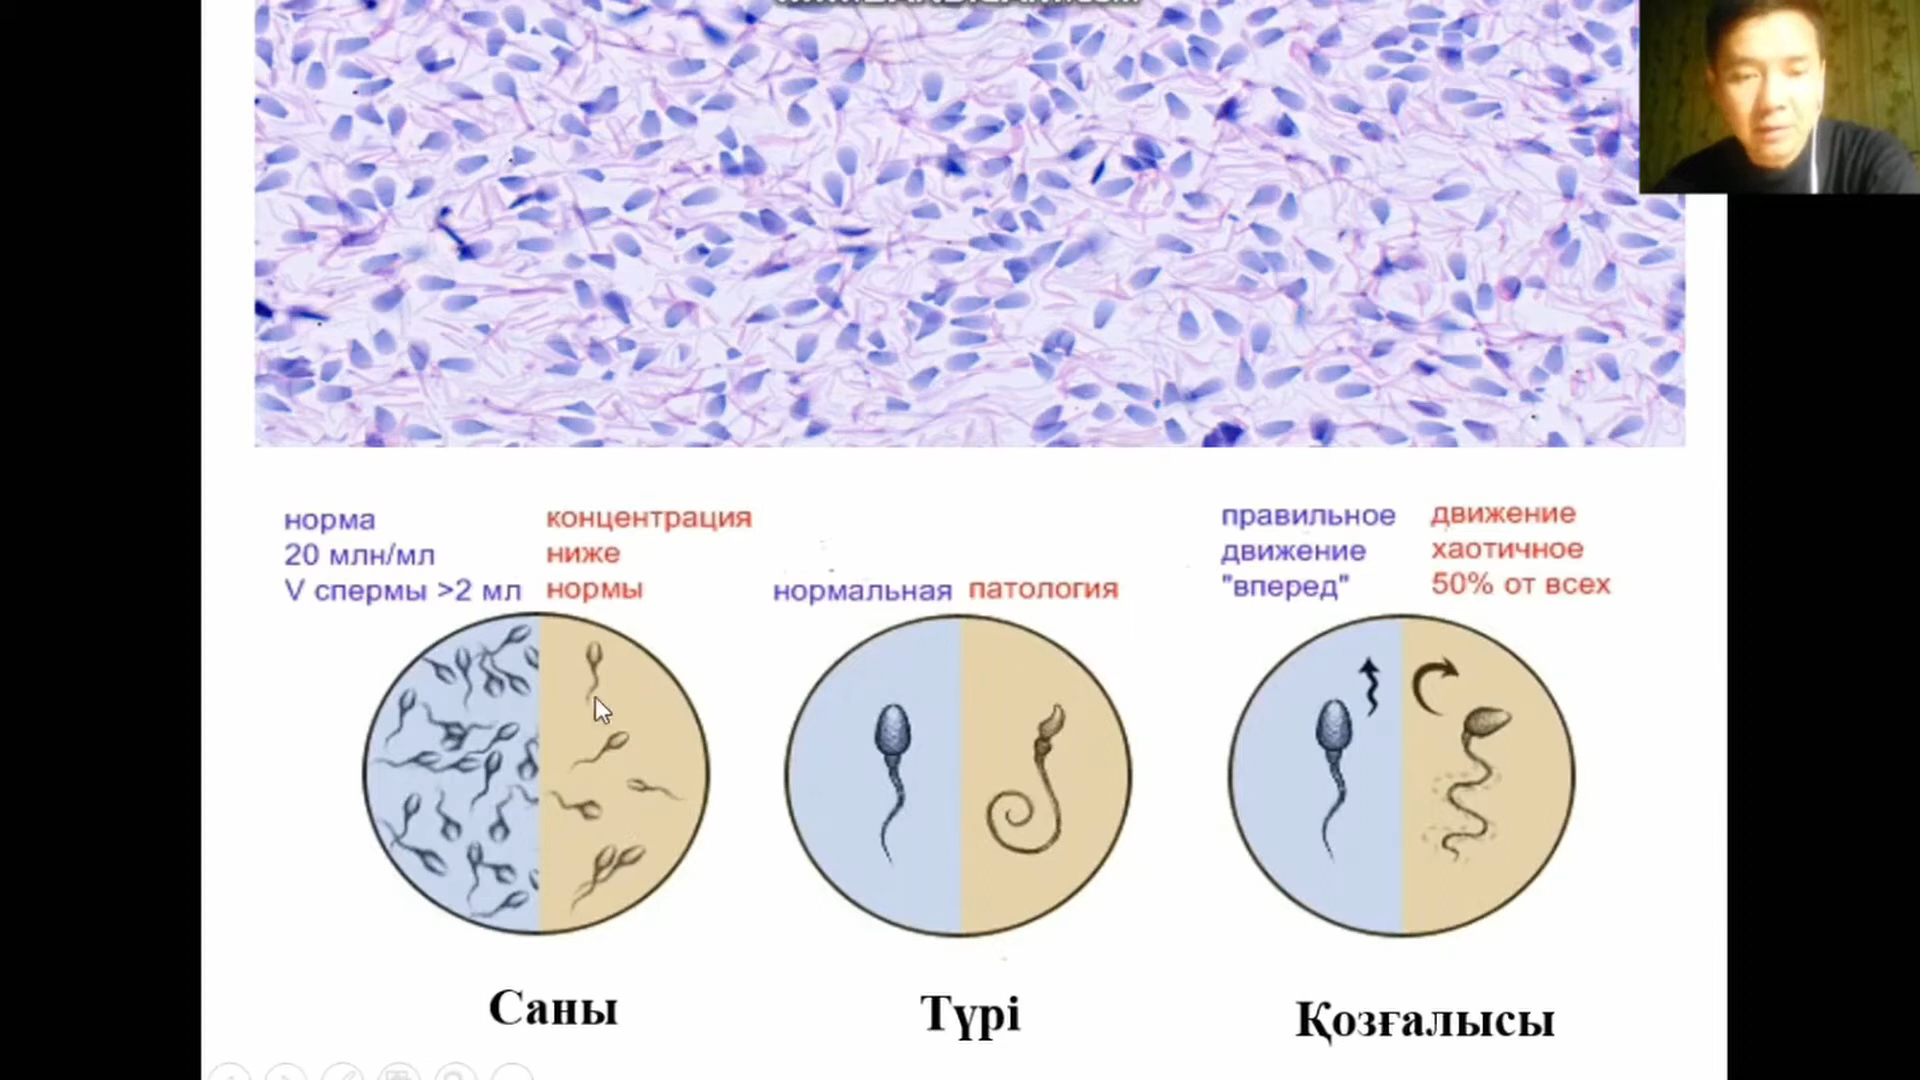 норма
20 млн/мл
V спермы >2 мл
концентрация
ниже
нормы
нормальная
патология
правильное
движение
"вперед"
движение
хаотичное
50% от всех
Саны
Түрі
Қозғалысы